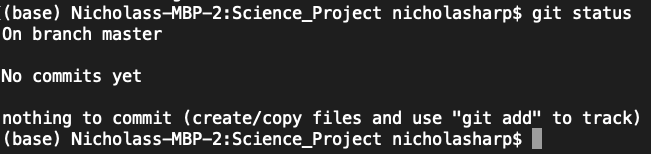 (base) Nicholass-MBP-2:Science_Project nicholasharp$ git status
On branch master
No commits yet
nothing to commit (create/copy files and use "git add" to track)
(base) Nicholass-MBP-2:Science_Project nicholasharp$